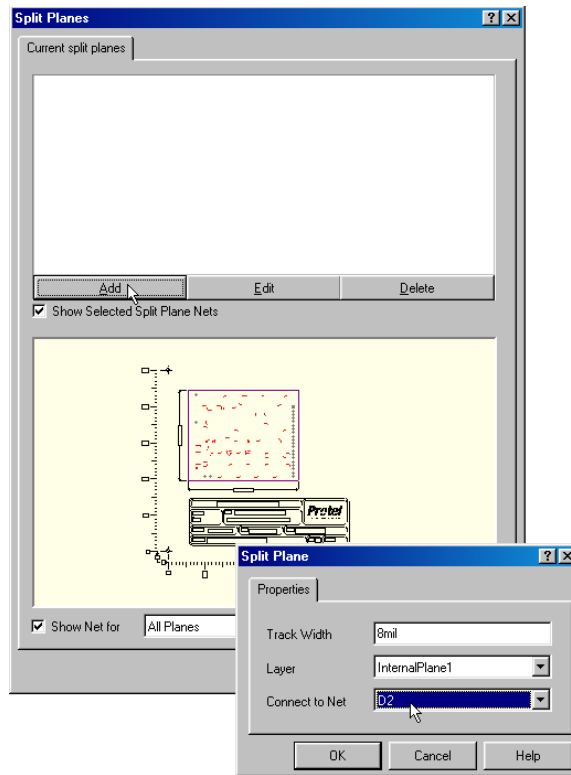 Split Planes
Current split planes
Add Edit Delete
Show Selected Split Plane Nets
Protel
Show Net for All Planes
Split Plane
Properties
Track Width 8mil
Layer InternalPlane1
Connect to Net D2
OK Cancel Help